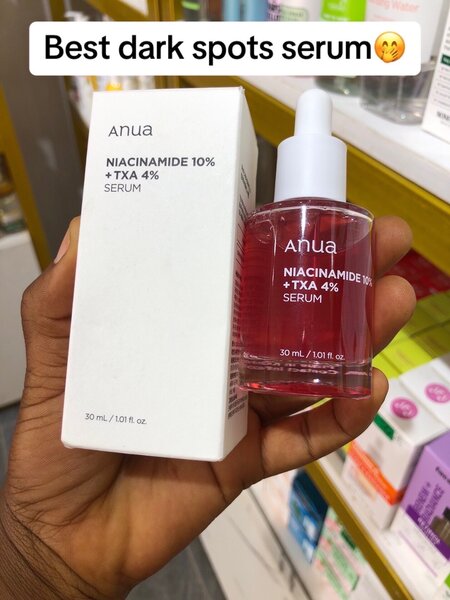 Best dark spots serum🤭
Anua
NIACINAMIDE 10%
+ TXA 4%
SERUM
30 mL / 1.01 fl. oz.
Anua
NIACINAMIDE 10%
+TXA 4%
SERUM
30 mL / 1.01 fl. oz.